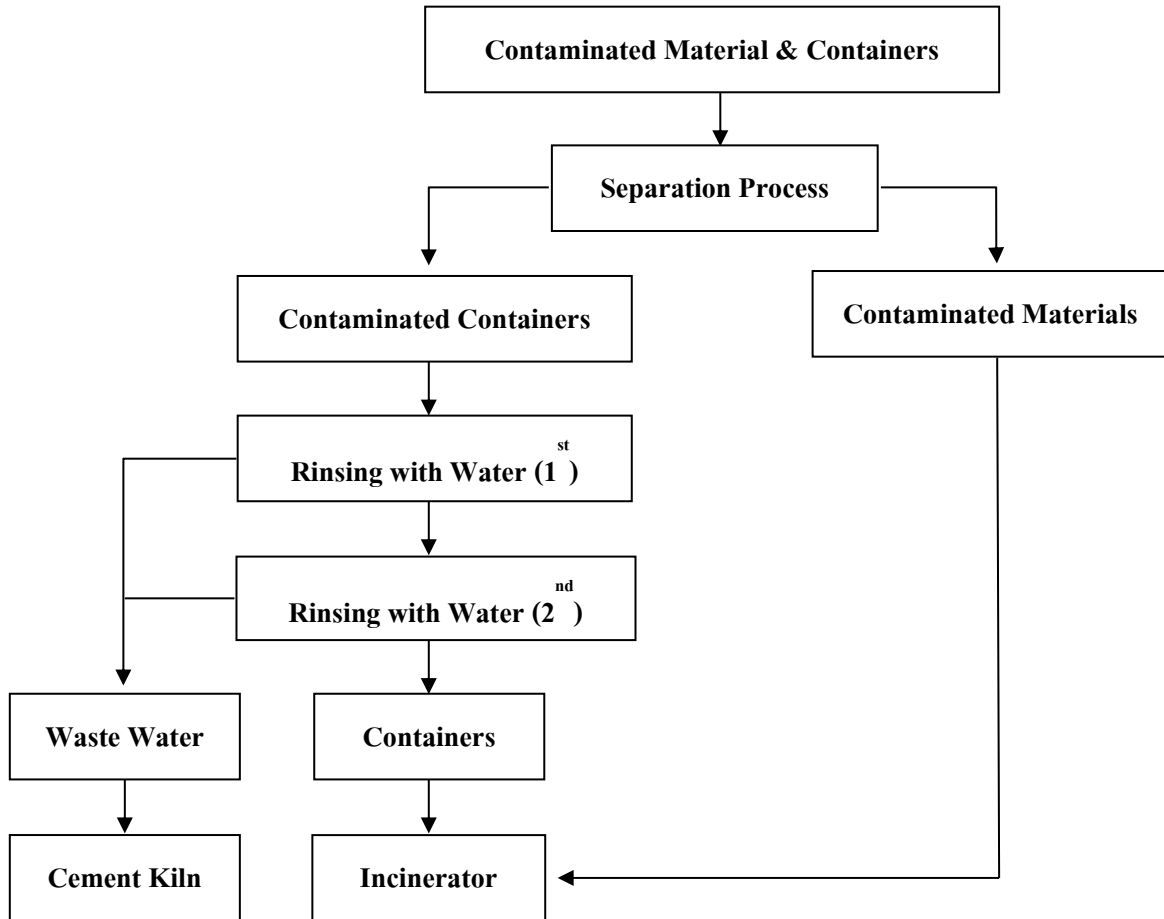 Contaminated Material & Containers
Separation Process
Contaminated Containers
Contaminated Materials
Rinsing with Water (1st)
Rinsing with Water (2nd)
Waste Water
Containers
Cement Kiln
Incinerator